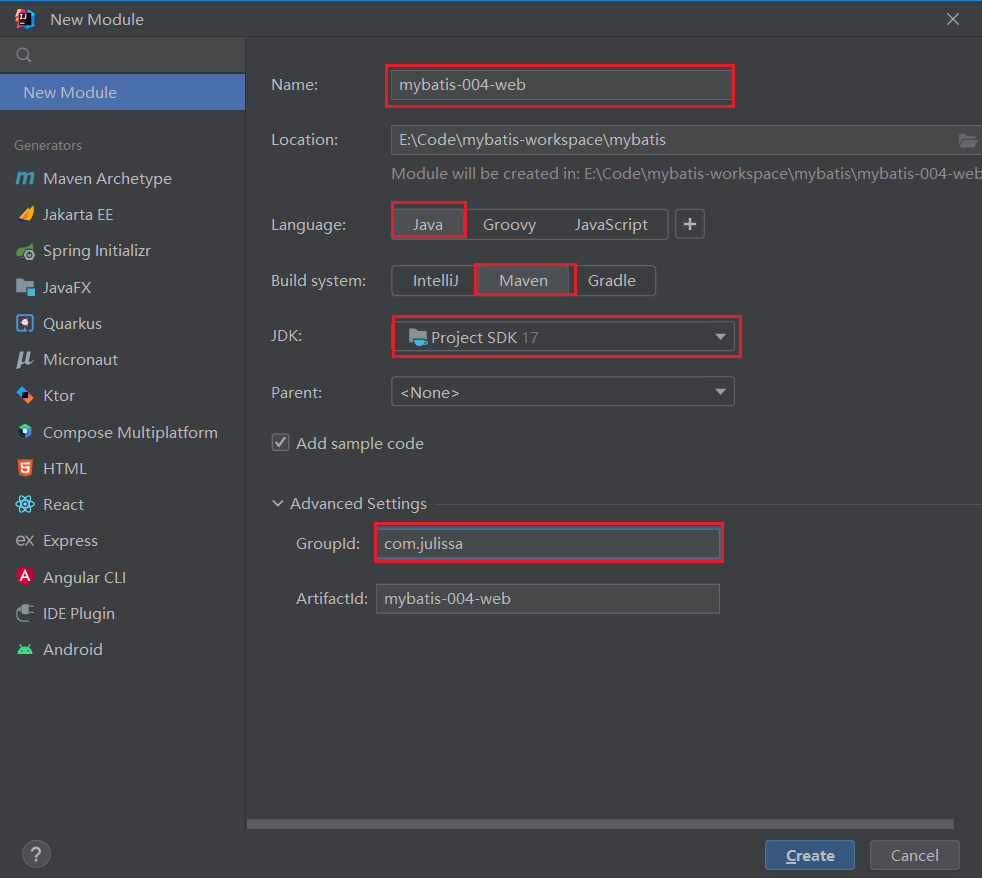 New Module
New Module
Generators
Maven Archetype
Jakarta EE
Spring Initializr
JavaFX
Quarkus
Micronaut
Ktor
Compose Multiplatform
HTML
React
Express
Angular CLI
IDE Plugin
Android
Name: mybatis-004-web
Location: E:\Code\mybatis-workspace\mybatis
Module will be created in: E:\Code\mybatis-workspace\mybatis\mybatis-004-web
Language: Java Groovy JavaScript +
Build system: IntelliJ Maven Gradle
JDK: Project SDK 17
Parent: <None>
Add sample code
Advanced Settings
GroupId: com.julissa
ArtifactId: mybatis-004-web
? Create Cancel